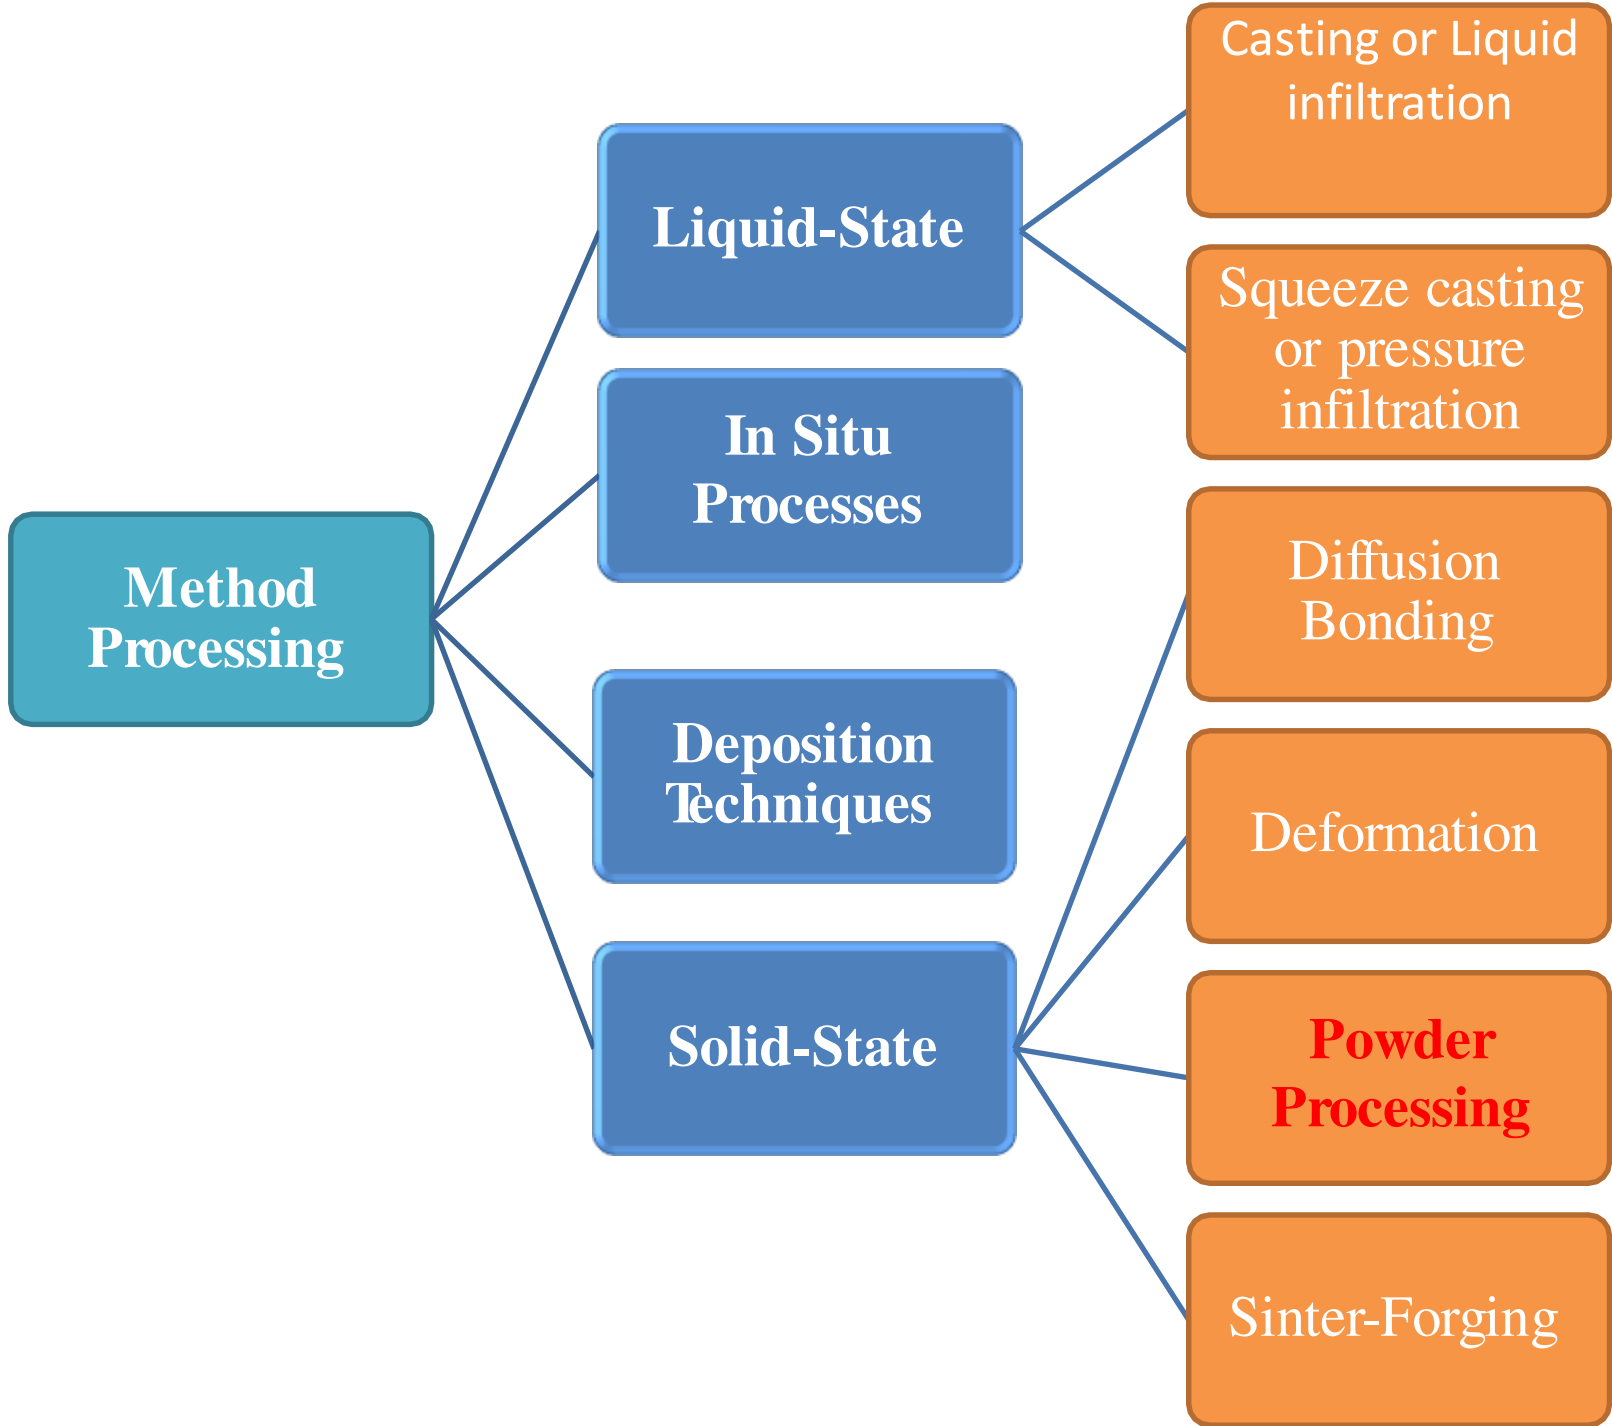 Method
Processing
Liquid-State
In Situ
Processes
Deposition
Techniques
Solid-State
Casting or Liquid
infiltration
Squeeze casting
or pressure
infiltration
Diffusion
Bonding
Deformation
Powder
Processing
Sinter-Forging